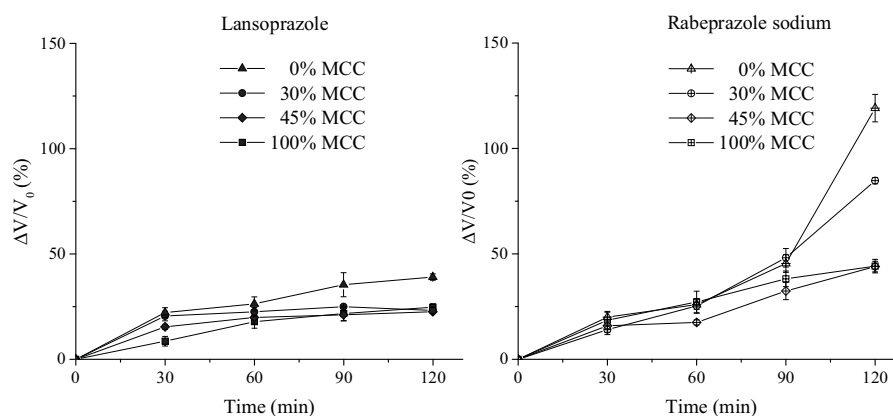 Lansoprazole
150
100
50
0
ΔV/V₀ (%)
0% MCC
30% MCC
45% MCC
100% MCC
0 30 60 90 120
Time (min)
Rabeprazole sodium
150
100
50
0
ΔV/V0 (%)
0% MCC
30% MCC
45% MCC
100% MCC
0 30 60 90 120
Time (min)